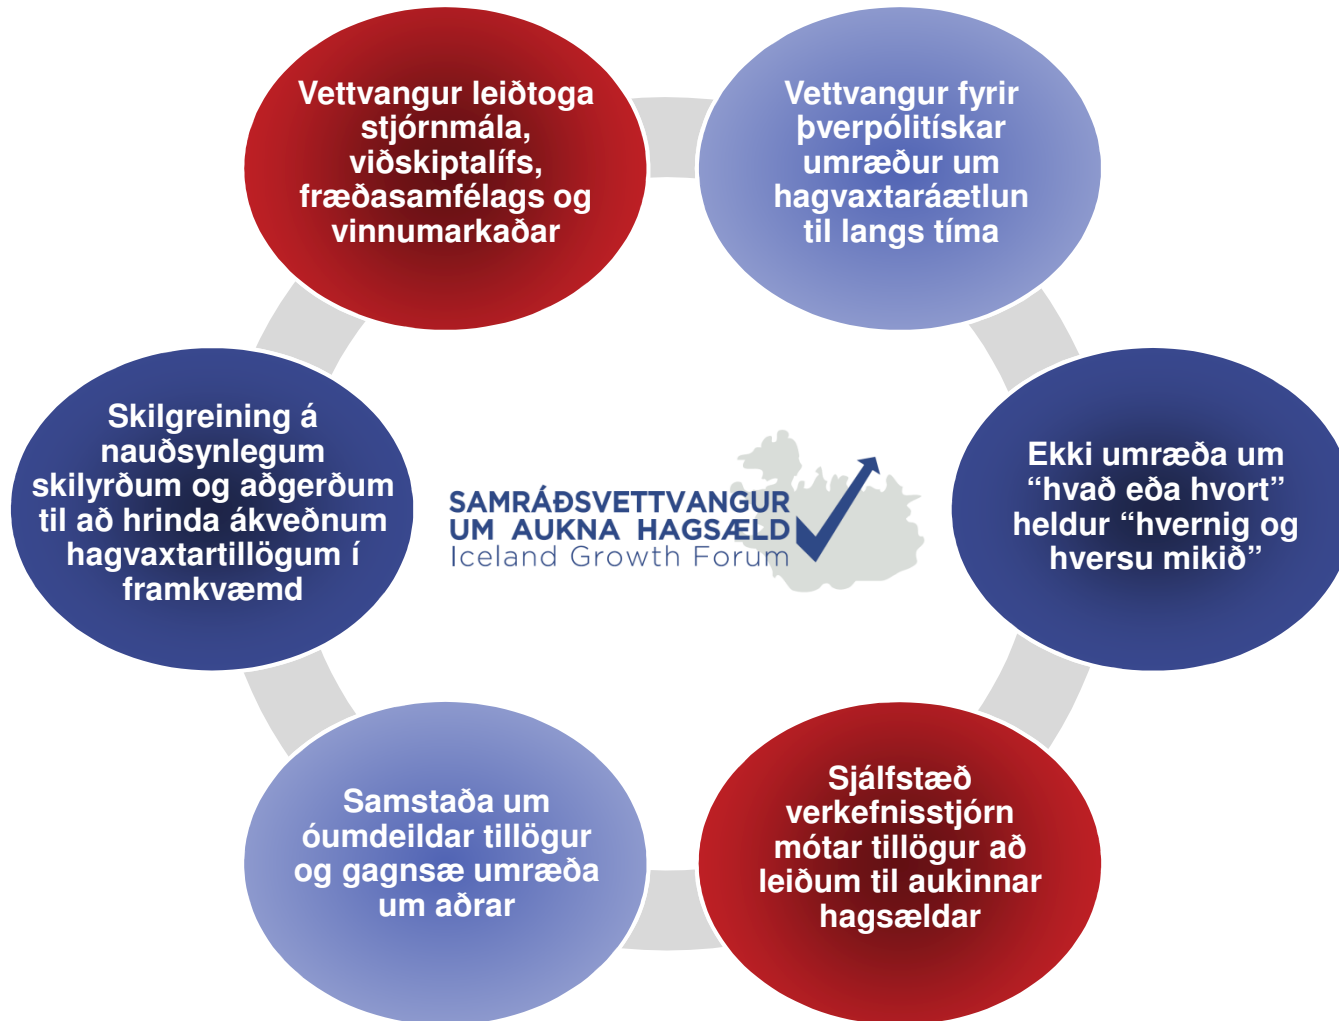 Vettvangur leiðtoga
stjórnmála,
viðskiptalífs,
fræðasamfélags og
vinnumarkaðar
Vettvangur fyrir
þverpólitískar
umræður um
hagvaxtaráætlun
til langs tíma
Ekki umræða um
“hvað eða hvort”
heldur “hvernig og
hversu mikið”
Sjálfstæð
verkefnisstjórn
mótar tillögur að
leiðum til aukinnar
hagsældar
Samstaða um
óumdeildar tillögur
og gagnsæ umræða
um aðrar
Skilgreining á
nauðsynlegum
skilyrðum og aðgerðum
til að hrinda ákveðnum
hagvaxtartillögum í
framkvæmd
SAMRÁÐSVETTVANGUR
UM AUKNA HAGSÆLD
Iceland Growth Forum